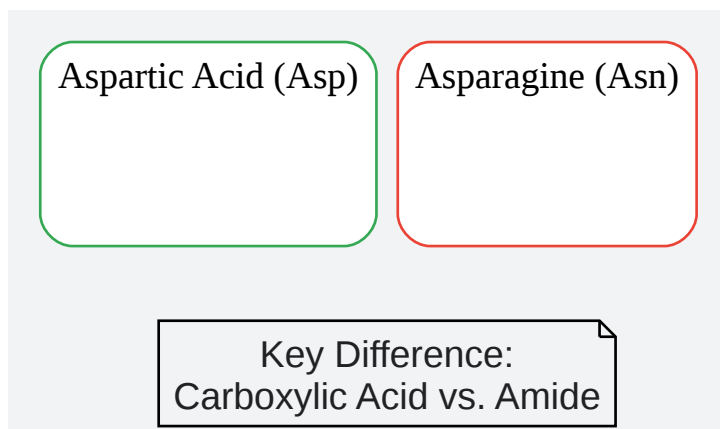 Aspartic Acid (Asp)
Asparagine (Asn)
Key Difference:
Carboxylic Acid vs. Amide